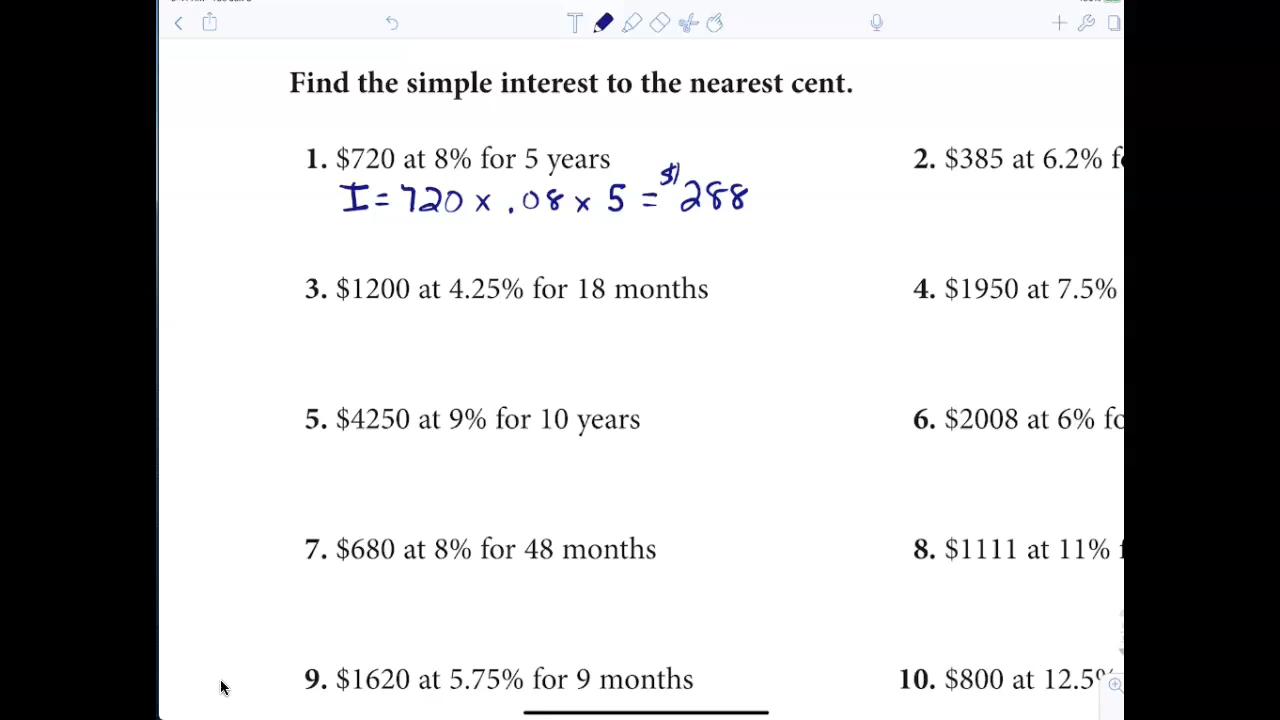 Find the simple interest to the nearest cent.
1. $720 at 8% for 5 years
I = 720 x .08 x 5 = $288
2. $385 at 6.2%
3. $1200 at 4.25% for 18 months
4. $1950 at 7.5%
5. $4250 at 9% for 10 years
6. $2008 at 6%
7. $680 at 8% for 48 months
8. $1111 at 11%
9. $1620 at 5.75% for 9 months
10. $800 at 12.5%